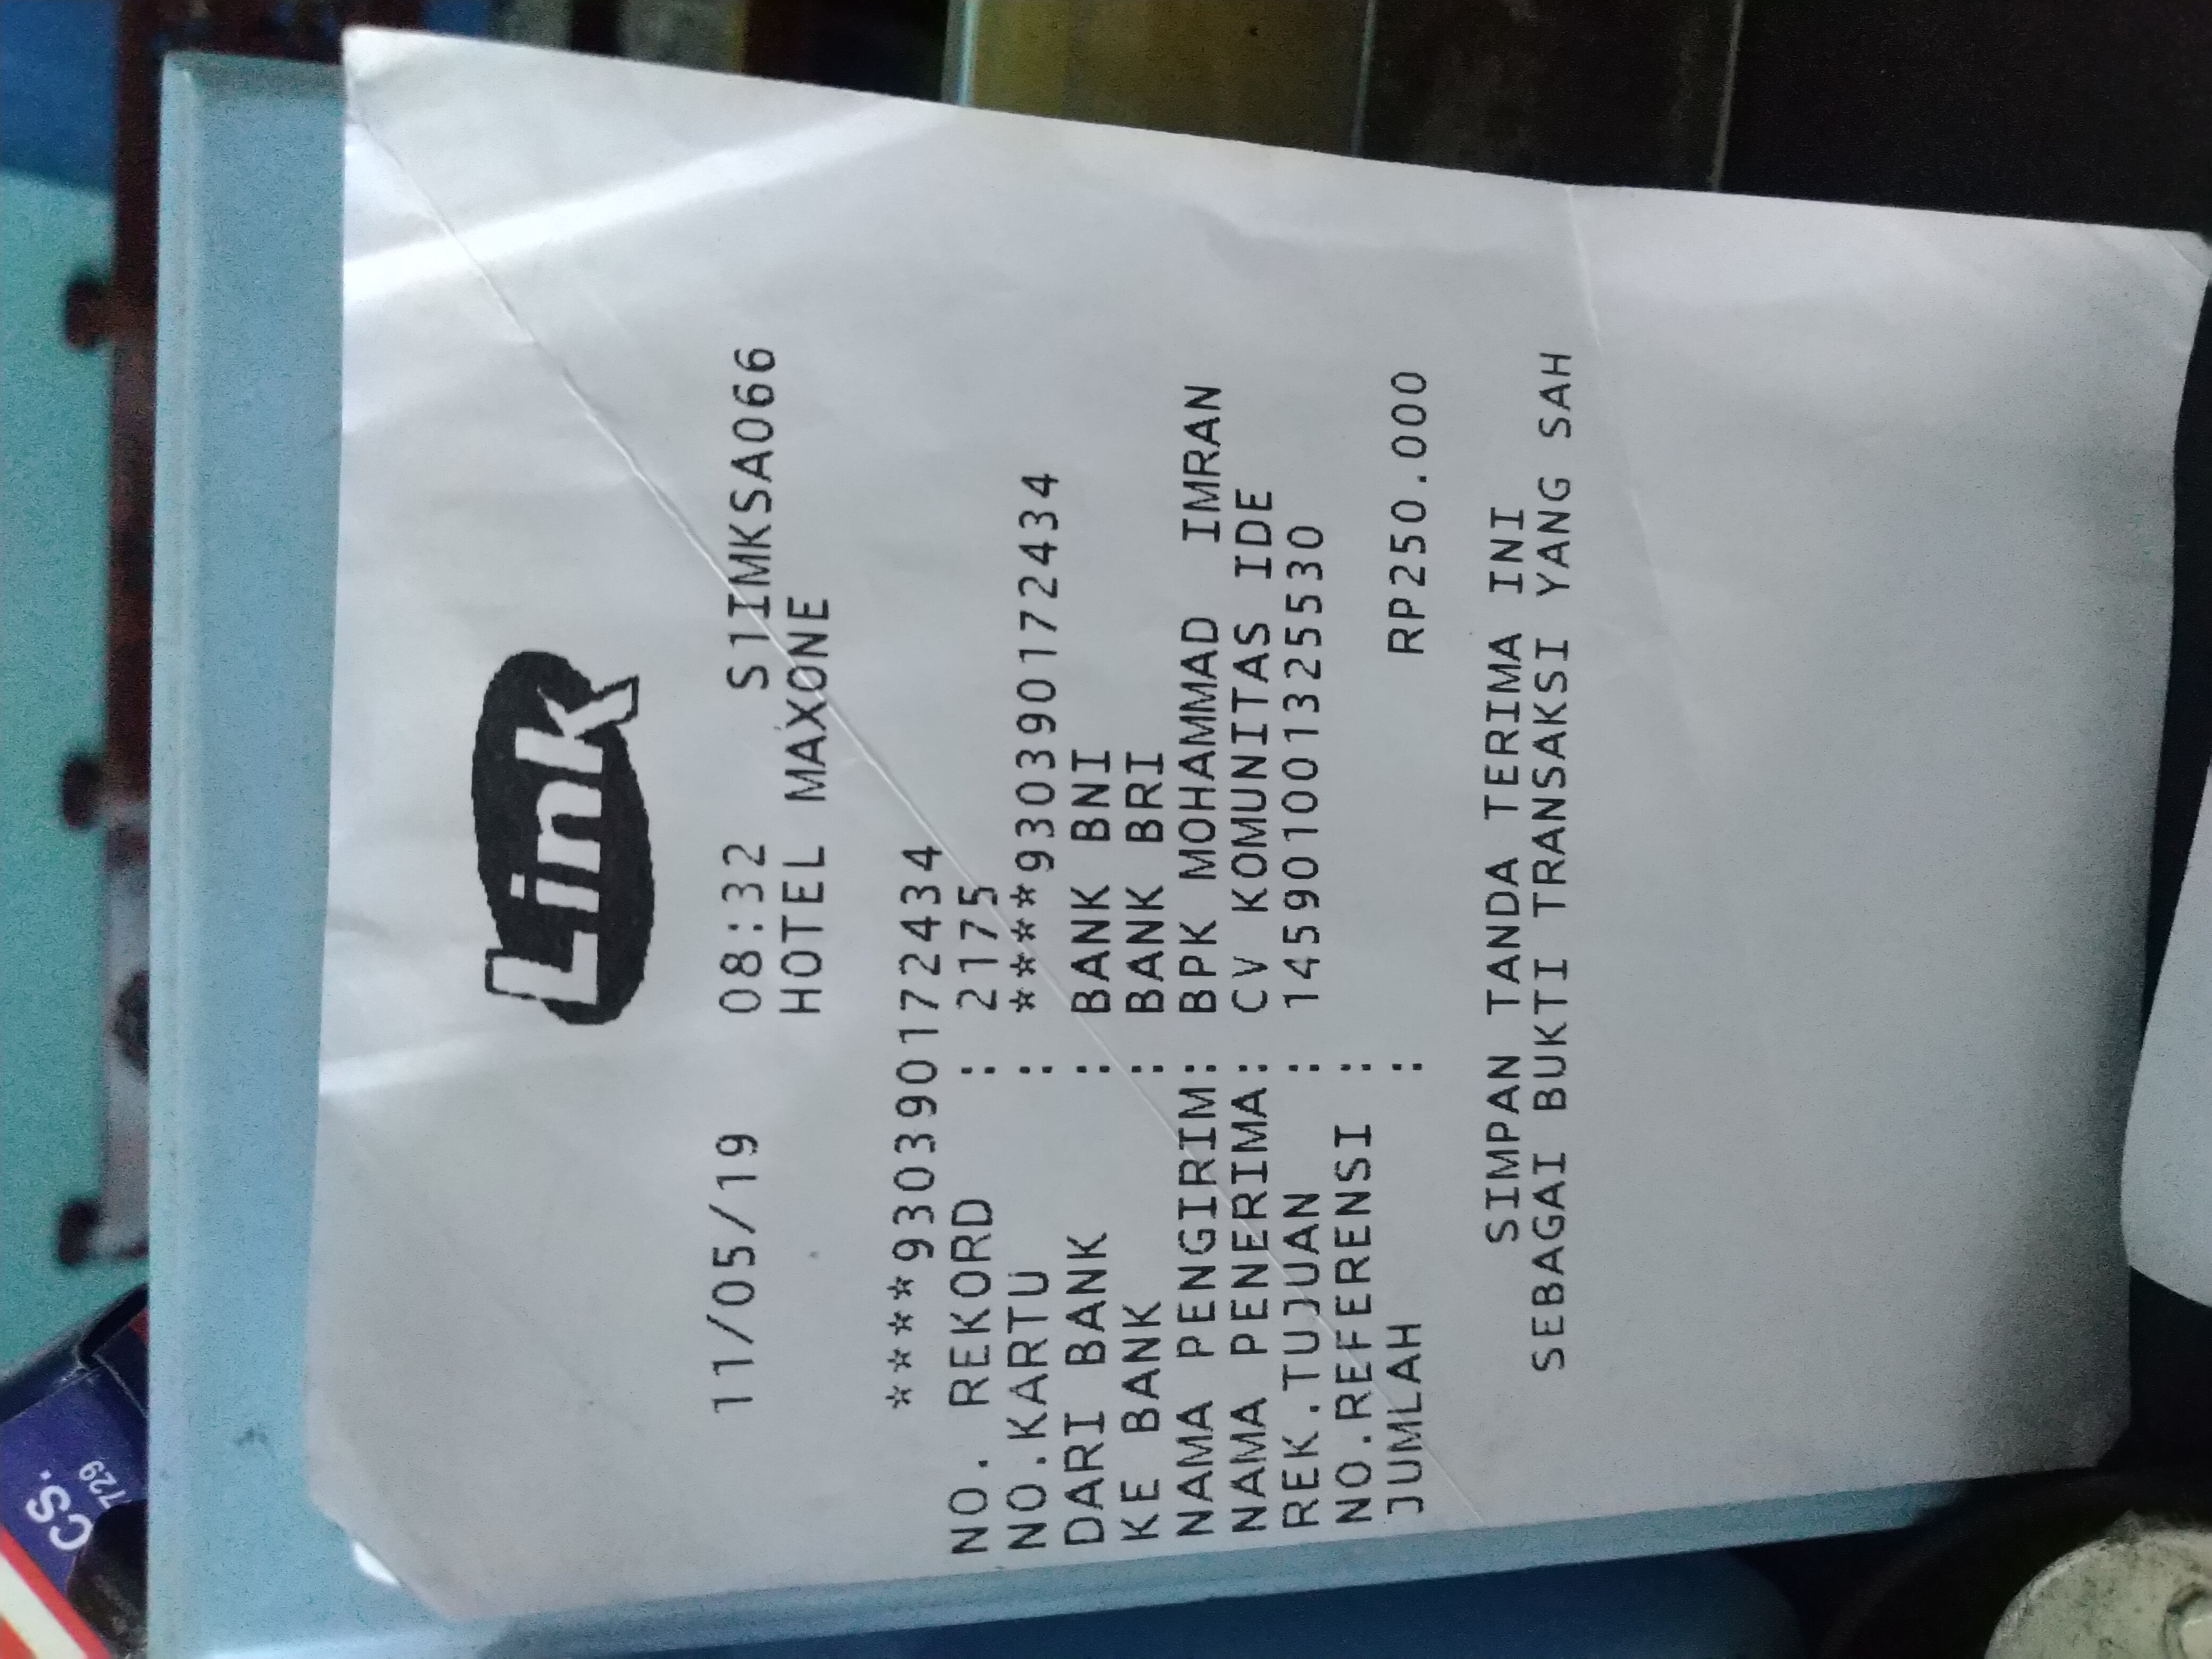 CS.
729
Link
11/05/19 08:32 S1IMKSA066
HOTEL MAXONE
****930390172434
NO. REKORD : 2175
NO.KARTU : ****930390172434
DARI BANK : BANK BNI
KE BANK : BANK BRI
NAMA PENGIRIM: BPK MOHAMMAD IMRAN
NAMA PENERIMA: CV KOMUNITAS IDE
REK.TUJUAN : 145901001325530
NO.REFERENSI :
JUMLAH : RP250.000
SIMPAN TANDA TERIMA INI
SEBAGAI BUKTI TRANSAKSI YANG SAH